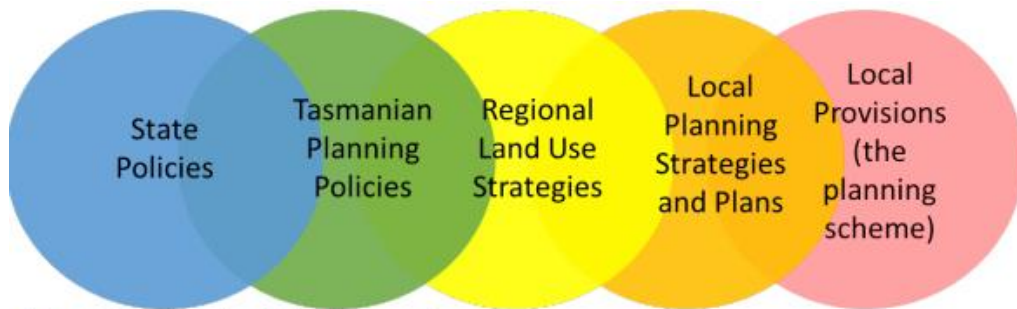 State
Policies
Tasmanian
Planning
Policies
Regional
Land Use
Strategies
Local
Planning
Strategies
and Plans
Local
Provisions
(the
planning
scheme)